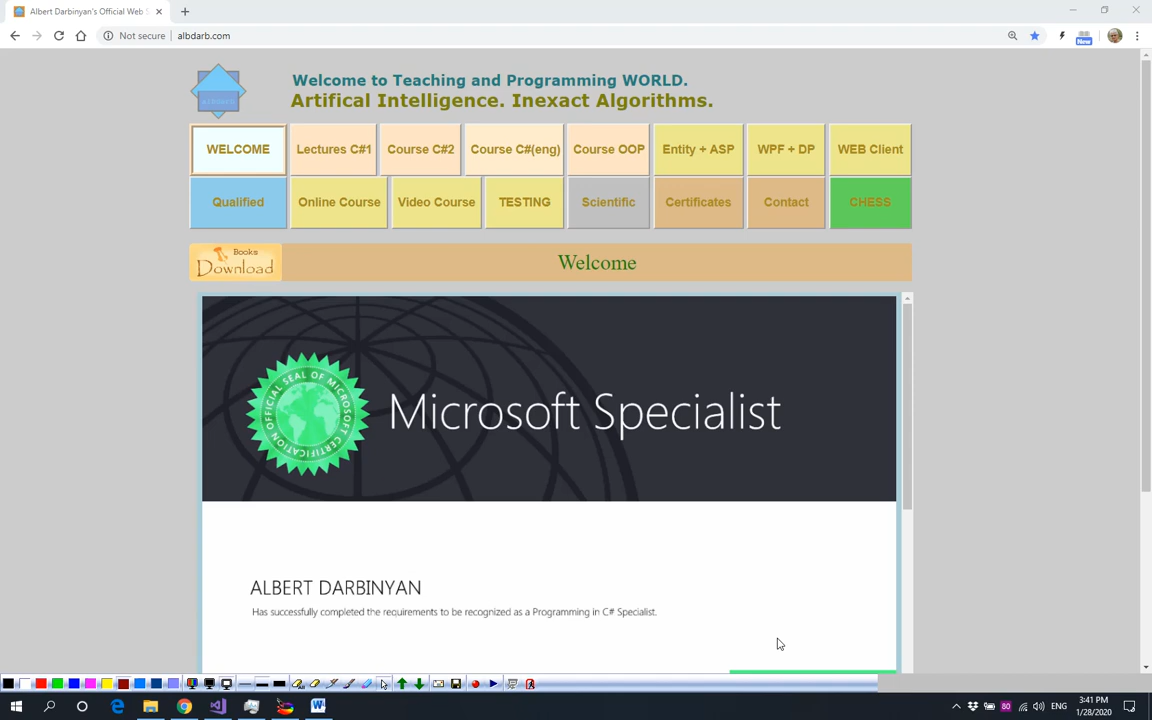 Albert Darbinyan's Official Web S
Not secure albdarb.com
New
albdarb
Welcome to Teaching and Programming WORLD.
Artifical Intelligence. Inexact Algorithms.
WELCOME Lectures C#1 Course C#2 Course C#(eng) Course OOP Entity + ASP WPF + DP WEB Client
Qualified Online Course Video Course TESTING Scientific Certificates Contact CHESS
Books
Download
Welcome
OFFICIAL SEAL OF MICROSOFT CERTIFICATION
Microsoft Specialist
ALBERT DARBINYAN
Has successfully completed the requirements to be recognized as a Programming in C# Specialist.
80 ENG 3:41 PM
1/28/2020